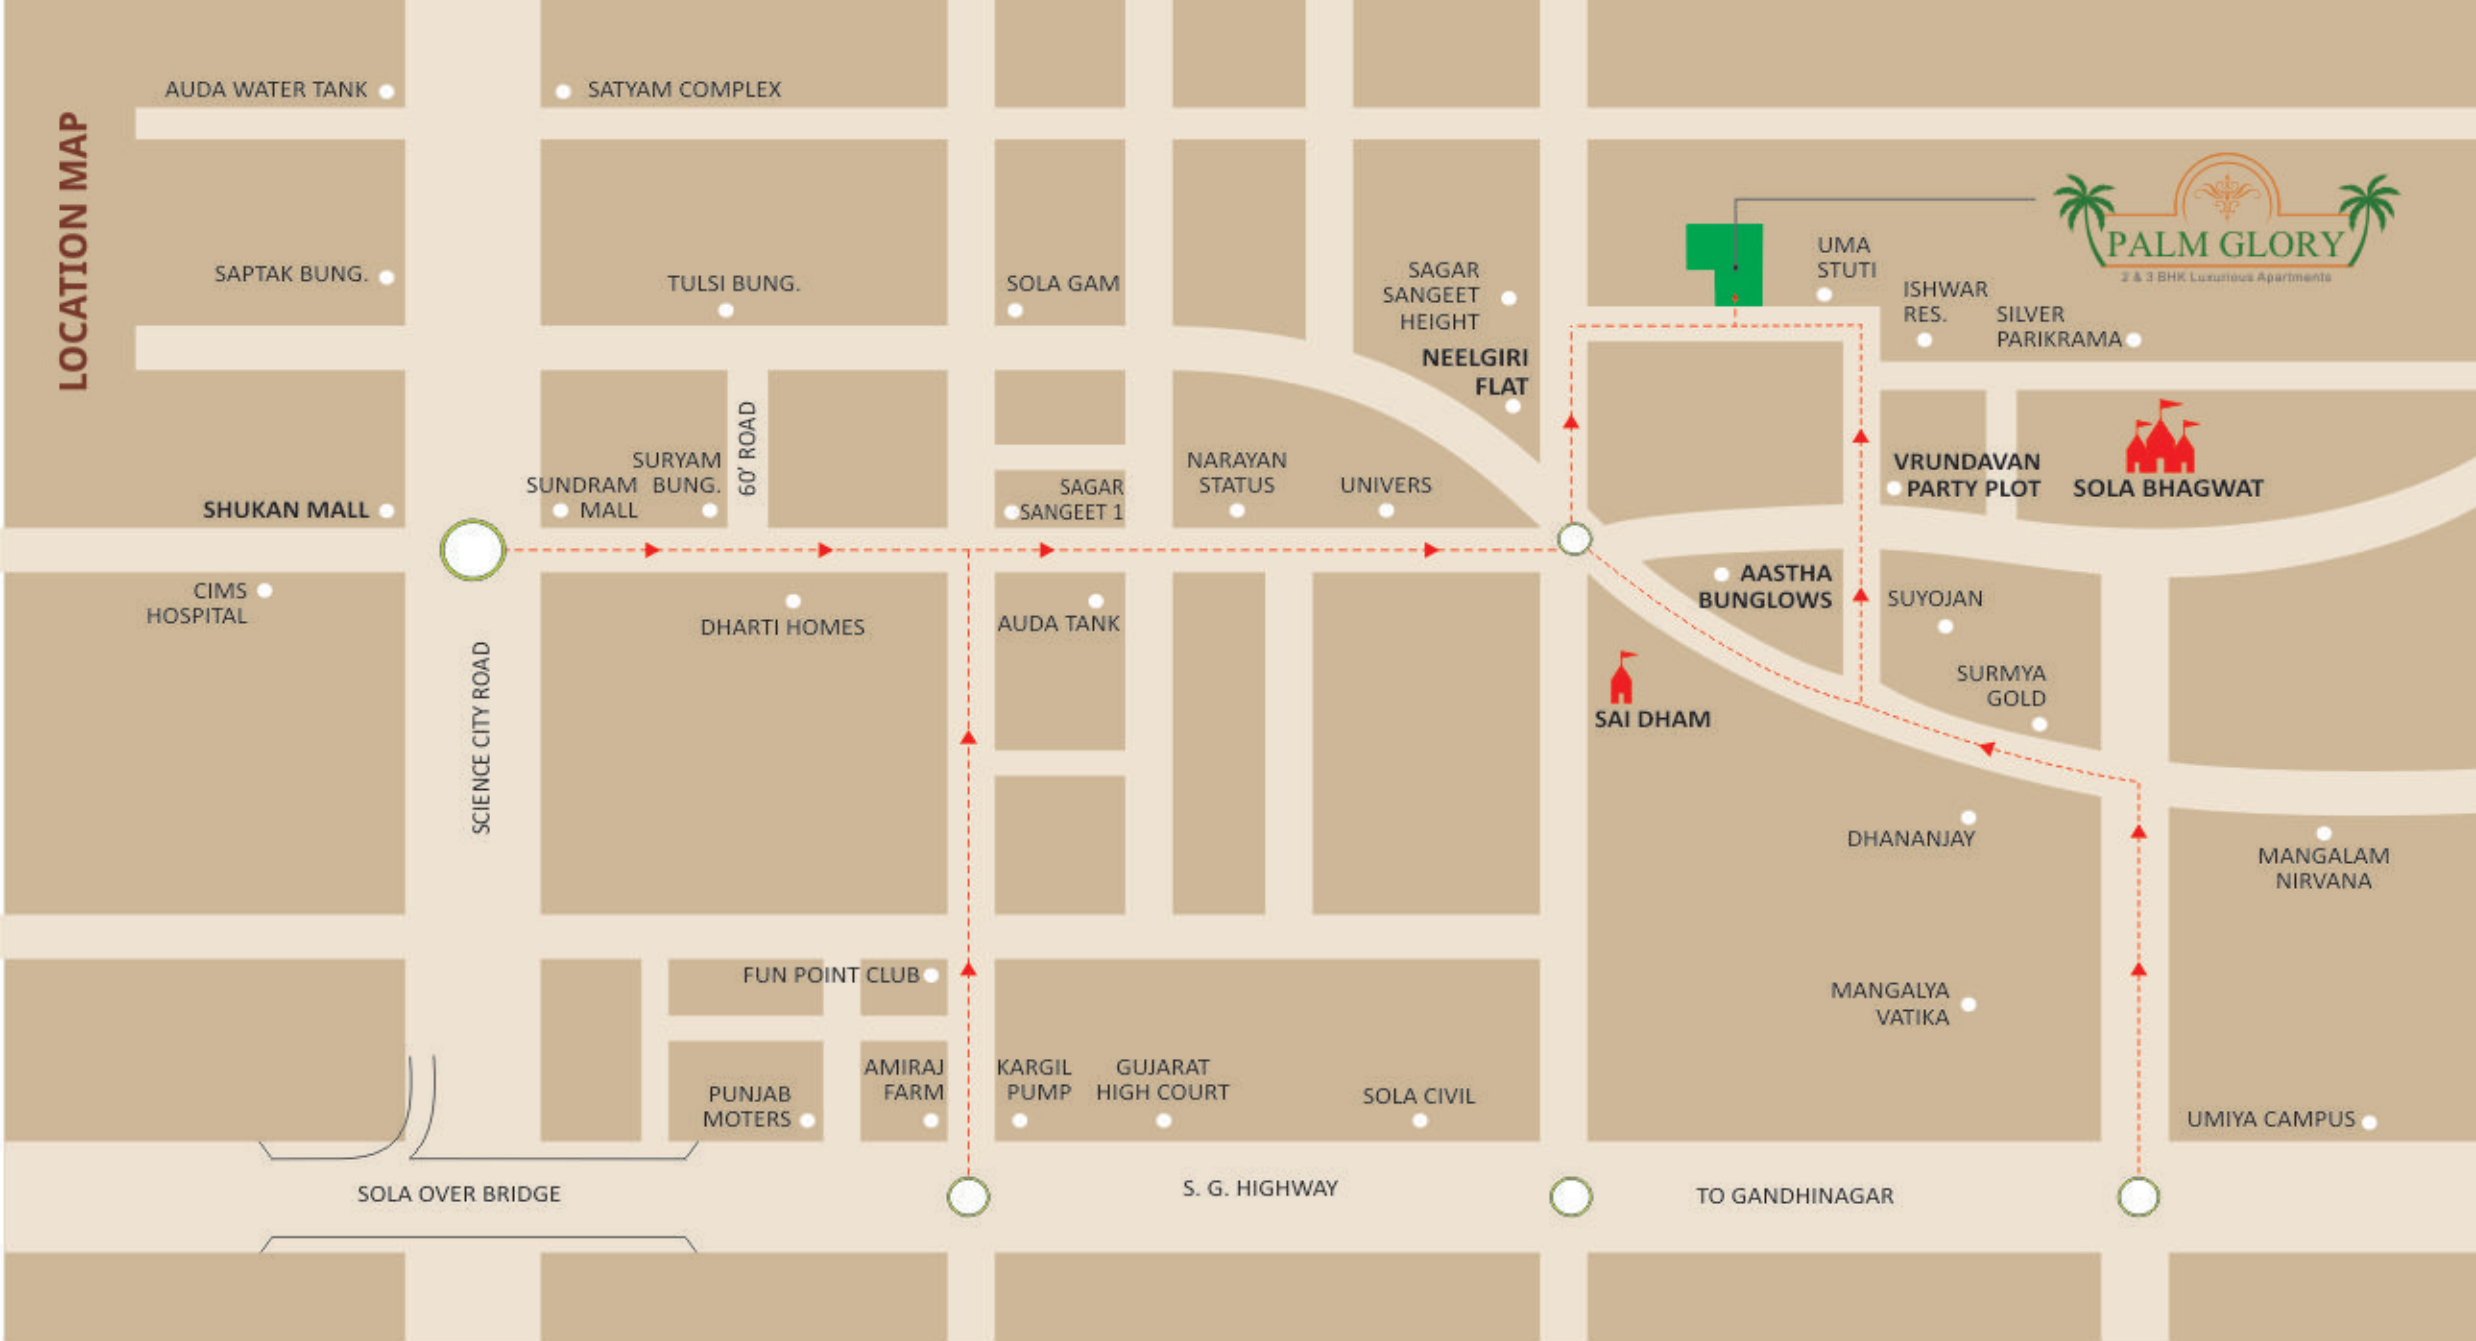 LOCATION MAP
AUDA WATER TANK
SATYAM COMPLEX
SAPTAK BUNG.
TULSI BUNG.
SOLA GAM
SAGAR
SANGEET
HEIGHT
NEELGIRI
FLAT
UMA
STUTI
ISHWAR
RES.
SILVER
PARIKRAMA
PALM GLORY
2 & 3 BHK Luxurious Apartments
SHUKAN MALL
SUNDRAM
MALL
SURYAM
BUNG.
60' ROAD
SAGAR
SANGEET 1
NARAYAN
STATUS
UNIVERS
VRUNDAVAN
PARTY PLOT
SOLA BHAGWAT
CIMS
HOSPITAL
SCIENCE CITY ROAD
DHARTI HOMES
AUDA TANK
AASTHA
BUNGLOWS
SUYOJAN
SURMYA
GOLD
SAI DHAM
DHANANJAY
MANGALAM
NIRVANA
FUN POINT CLUB
MANGALYA
VATIKA
PUNJAB
MOTERS
AMIRAJ
FARM
KARGIL
PUMP
GUJARAT
HIGH COURT
SOLA CIVIL
UMIYA CAMPUS
SOLA OVER BRIDGE
S. G. HIGHWAY
TO GANDHINAGAR